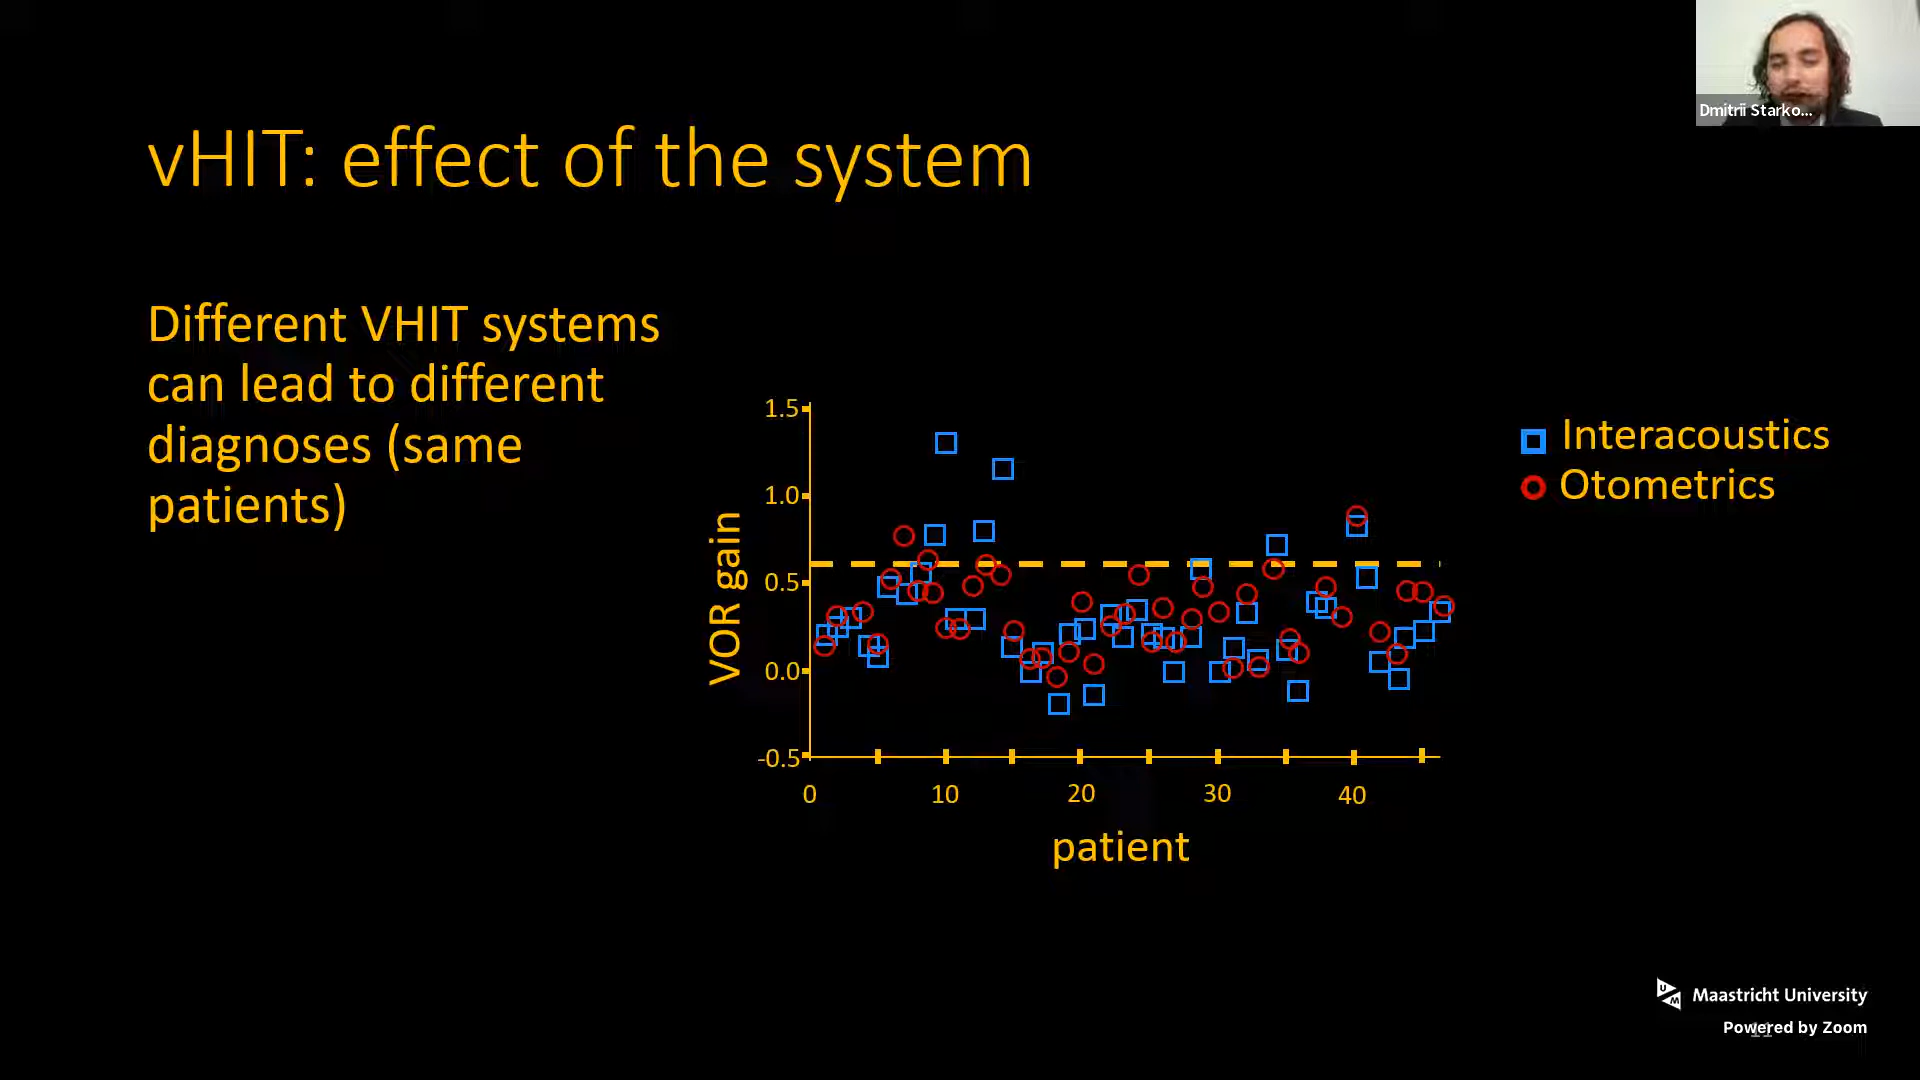 Dmitrii Starko...
vHIT: effect of the system
Different VHIT systems
can lead to different
diagnoses (same
patients)
1.5
1.0
0.5
0.0
-0.5
VOR gain
0 10 20 30 40
patient
Interacoustics
Otometrics
UM Maastricht University
Powered by Zoom
11